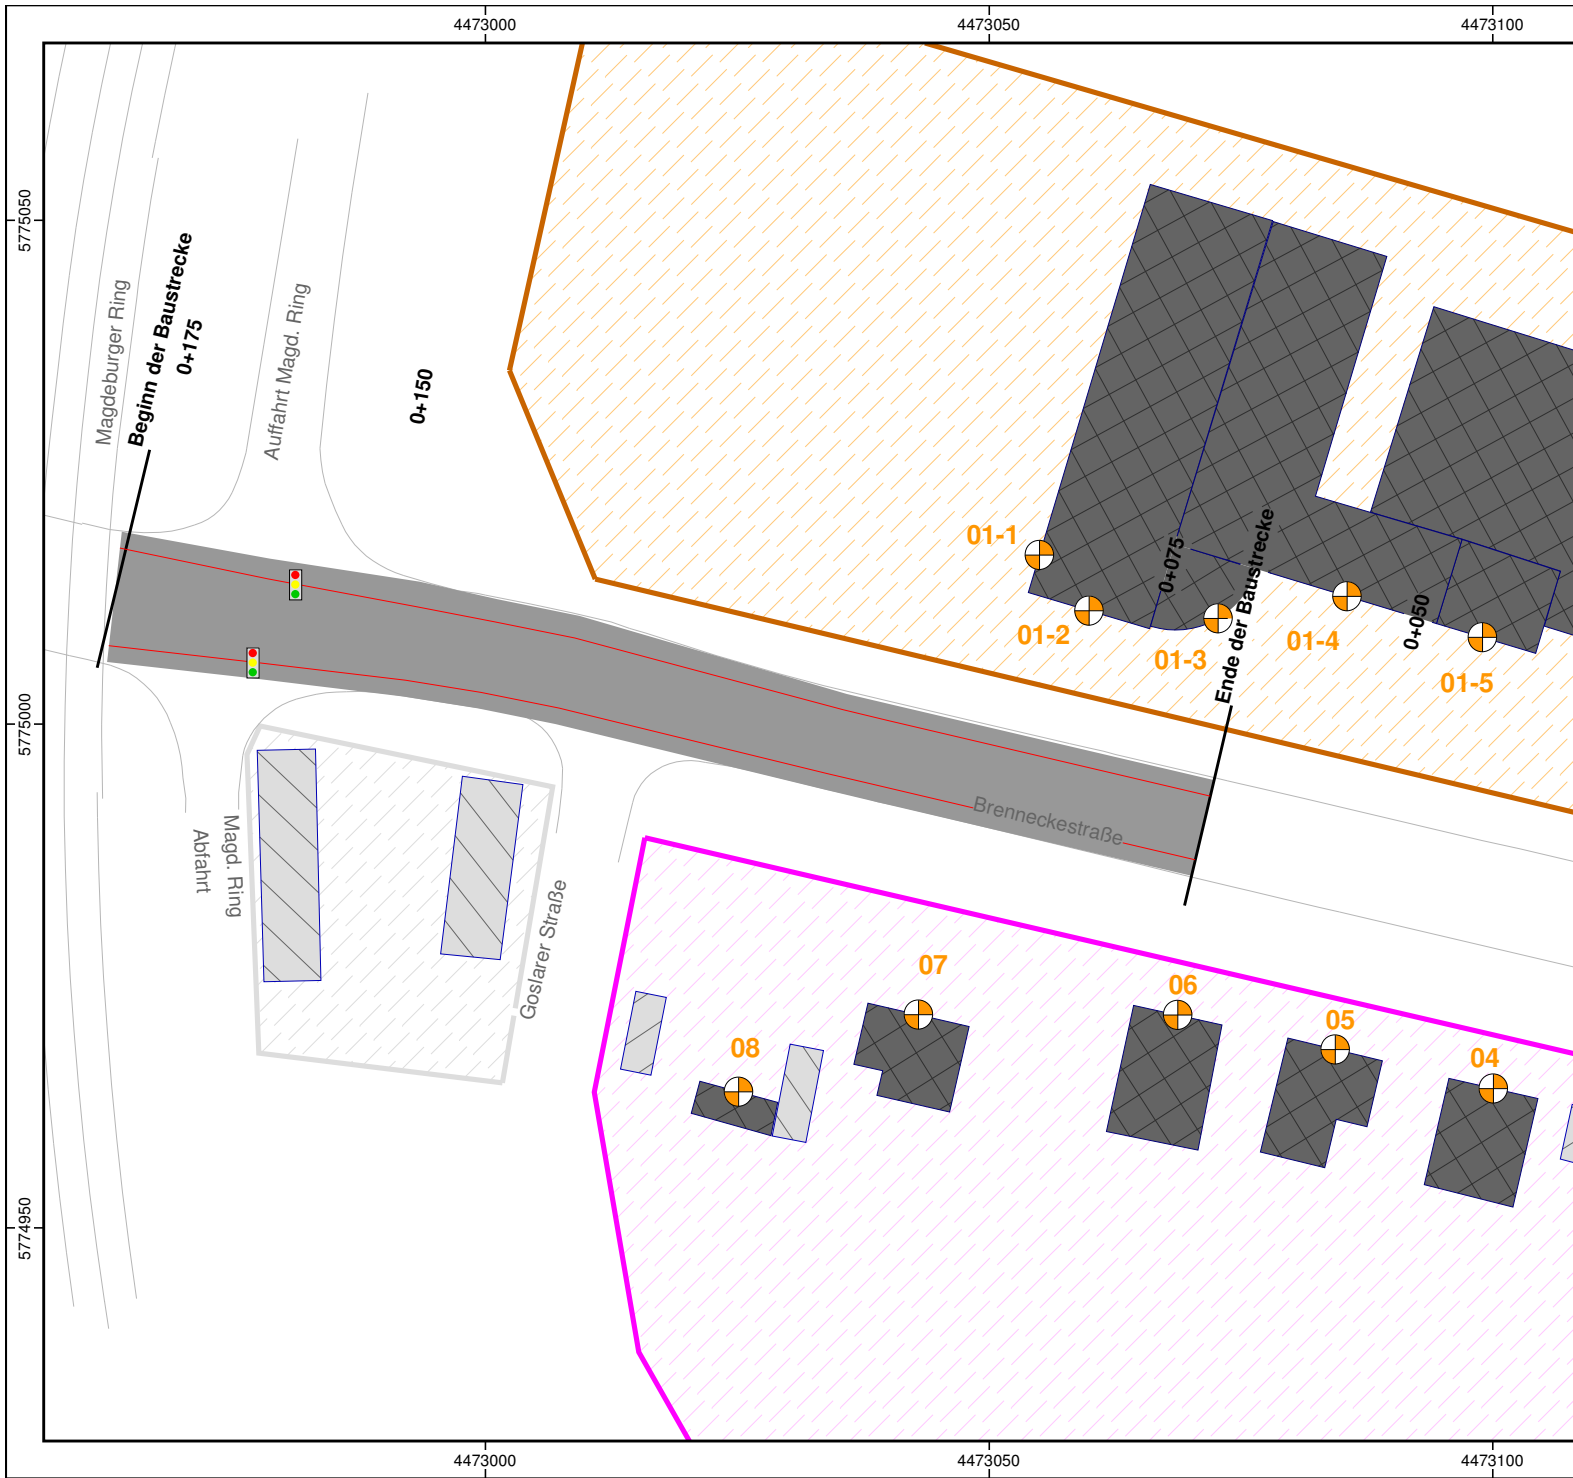 4473000
4473050
4473100
5775050
5775000
5774950
Magdeburger Ring
Beginn der Baustrecke
0+175
Auffahrt Magd. Ring
0+150
01-1
01-2
01-3
01-4
01-5
0+075
Ende der Baustrecke
0+050
Brenneckestraße
Abfahrt
Magd. Ring
Goslarer Straße
07
06
05
04
08
4473000
4473050
4473100